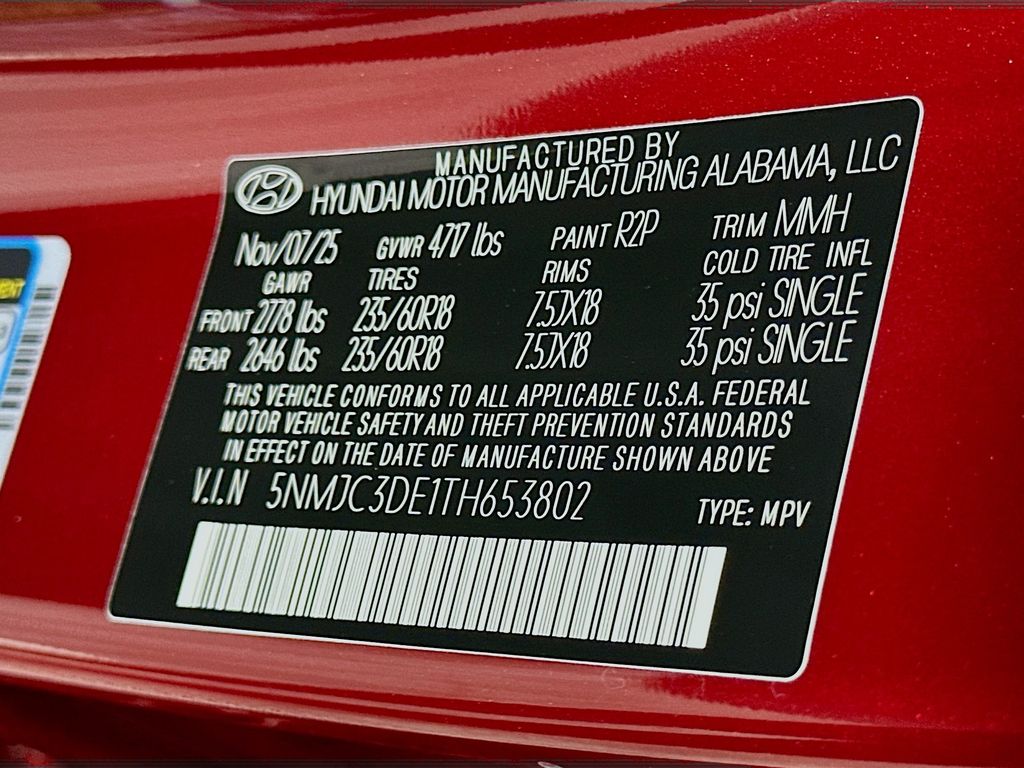 MANUFACTURED BY
HYUNDAI MOTOR MANUFACTURING ALABAMA, LLC
Nov/07/25 GVWR 4717 lbs PAINT R2P TRIM MMH
GAWR TIRES RIMS COLD TIRE INFL
FRONT 2778 lbs 235/60R18 7.5JX18 35 psi SINGLE
REAR 2646 lbs 235/60R18 7.5JX18 35 psi SINGLE
THIS VEHICLE CONFORMS TO ALL APPLICABLE U.S.A. FEDERAL
MOTOR VEHICLE SAFETY AND THEFT PREVENTION STANDARDS
IN EFFECT ON THE DATE OF MANUFACTURE SHOWN ABOVE
V.I.N 5NMJC3DE1TH653802 TYPE: MPV